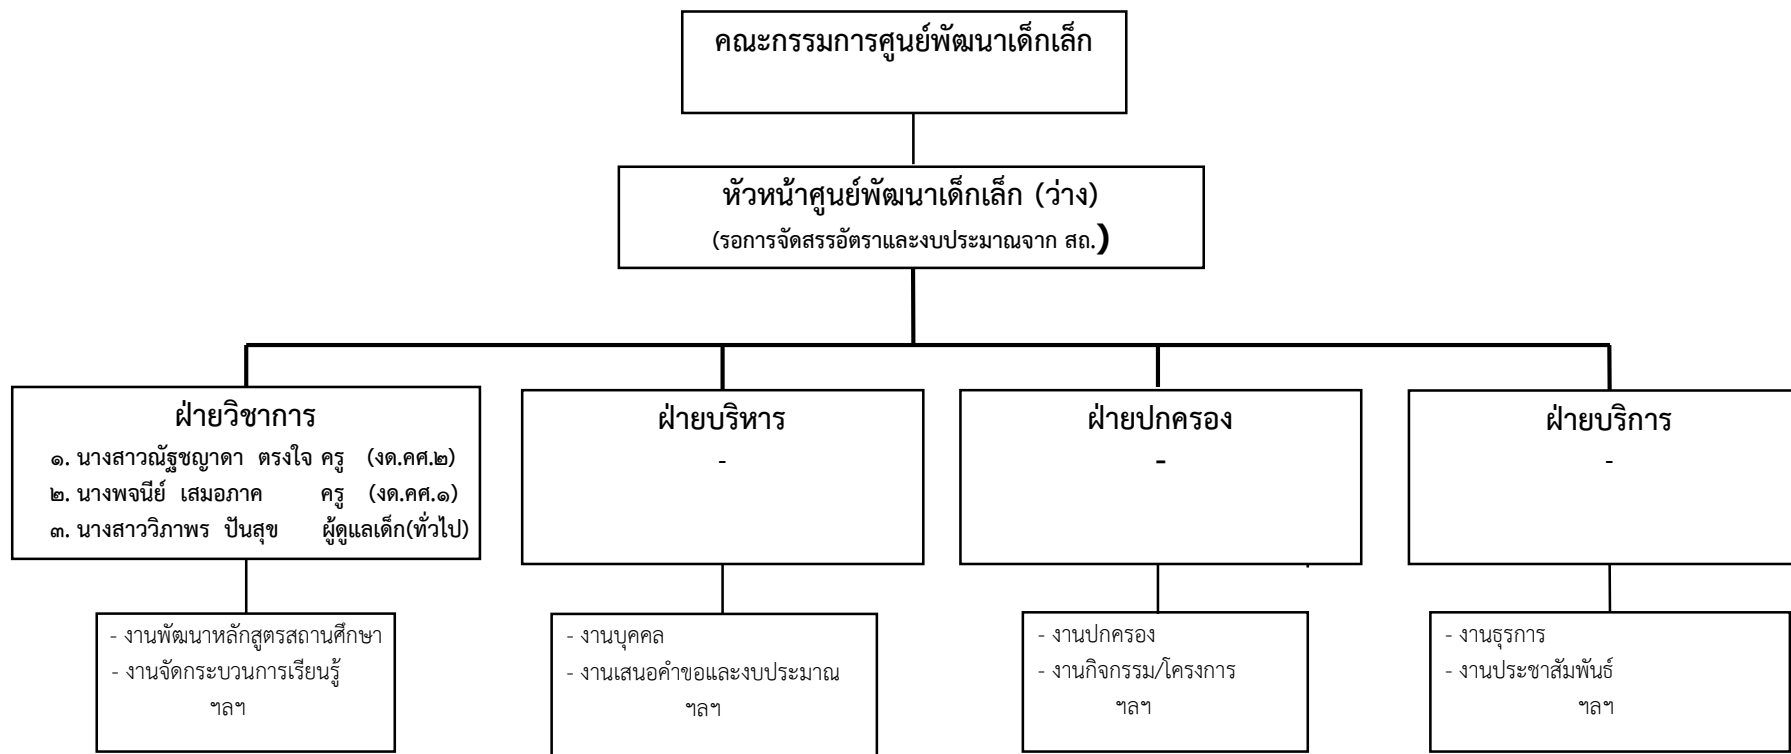 คณะกรรมการศูนย์พัฒนาเด็กเล็ก
หัวหน้าศูนย์พัฒนาเด็กเล็ก (ว่าง)
(รอการจัดสรรอัตราและงบประมาณจาก สถ.)
ฝ่ายวิชาการ
๑. นางสาวณัฐชญาดา ตรงใจ ครู (งด.คศ.๒)
๒. นางพจนีย์ เสมอภาค ครู (งด.คศ.๑)
๓. นางสาววิภาพร ปันสุข ผู้ดูแลเด็ก(ทั่วไป)
ฝ่ายบริหาร
-
ฝ่ายปกครอง
-
ฝ่ายบริการ
-
- งานพัฒนาหลักสูตรสถานศึกษา
- งานจัดกระบวนการเรียนรู้
ฯลฯ
- งานบุคคล
- งานเสนอคำขอและงบประมาณ
ฯลฯ
- งานปกครอง
- งานกิจกรรม/โครงการ
ฯลฯ
- งานธุรการ
- งานประชาสัมพันธ์
ฯลฯ